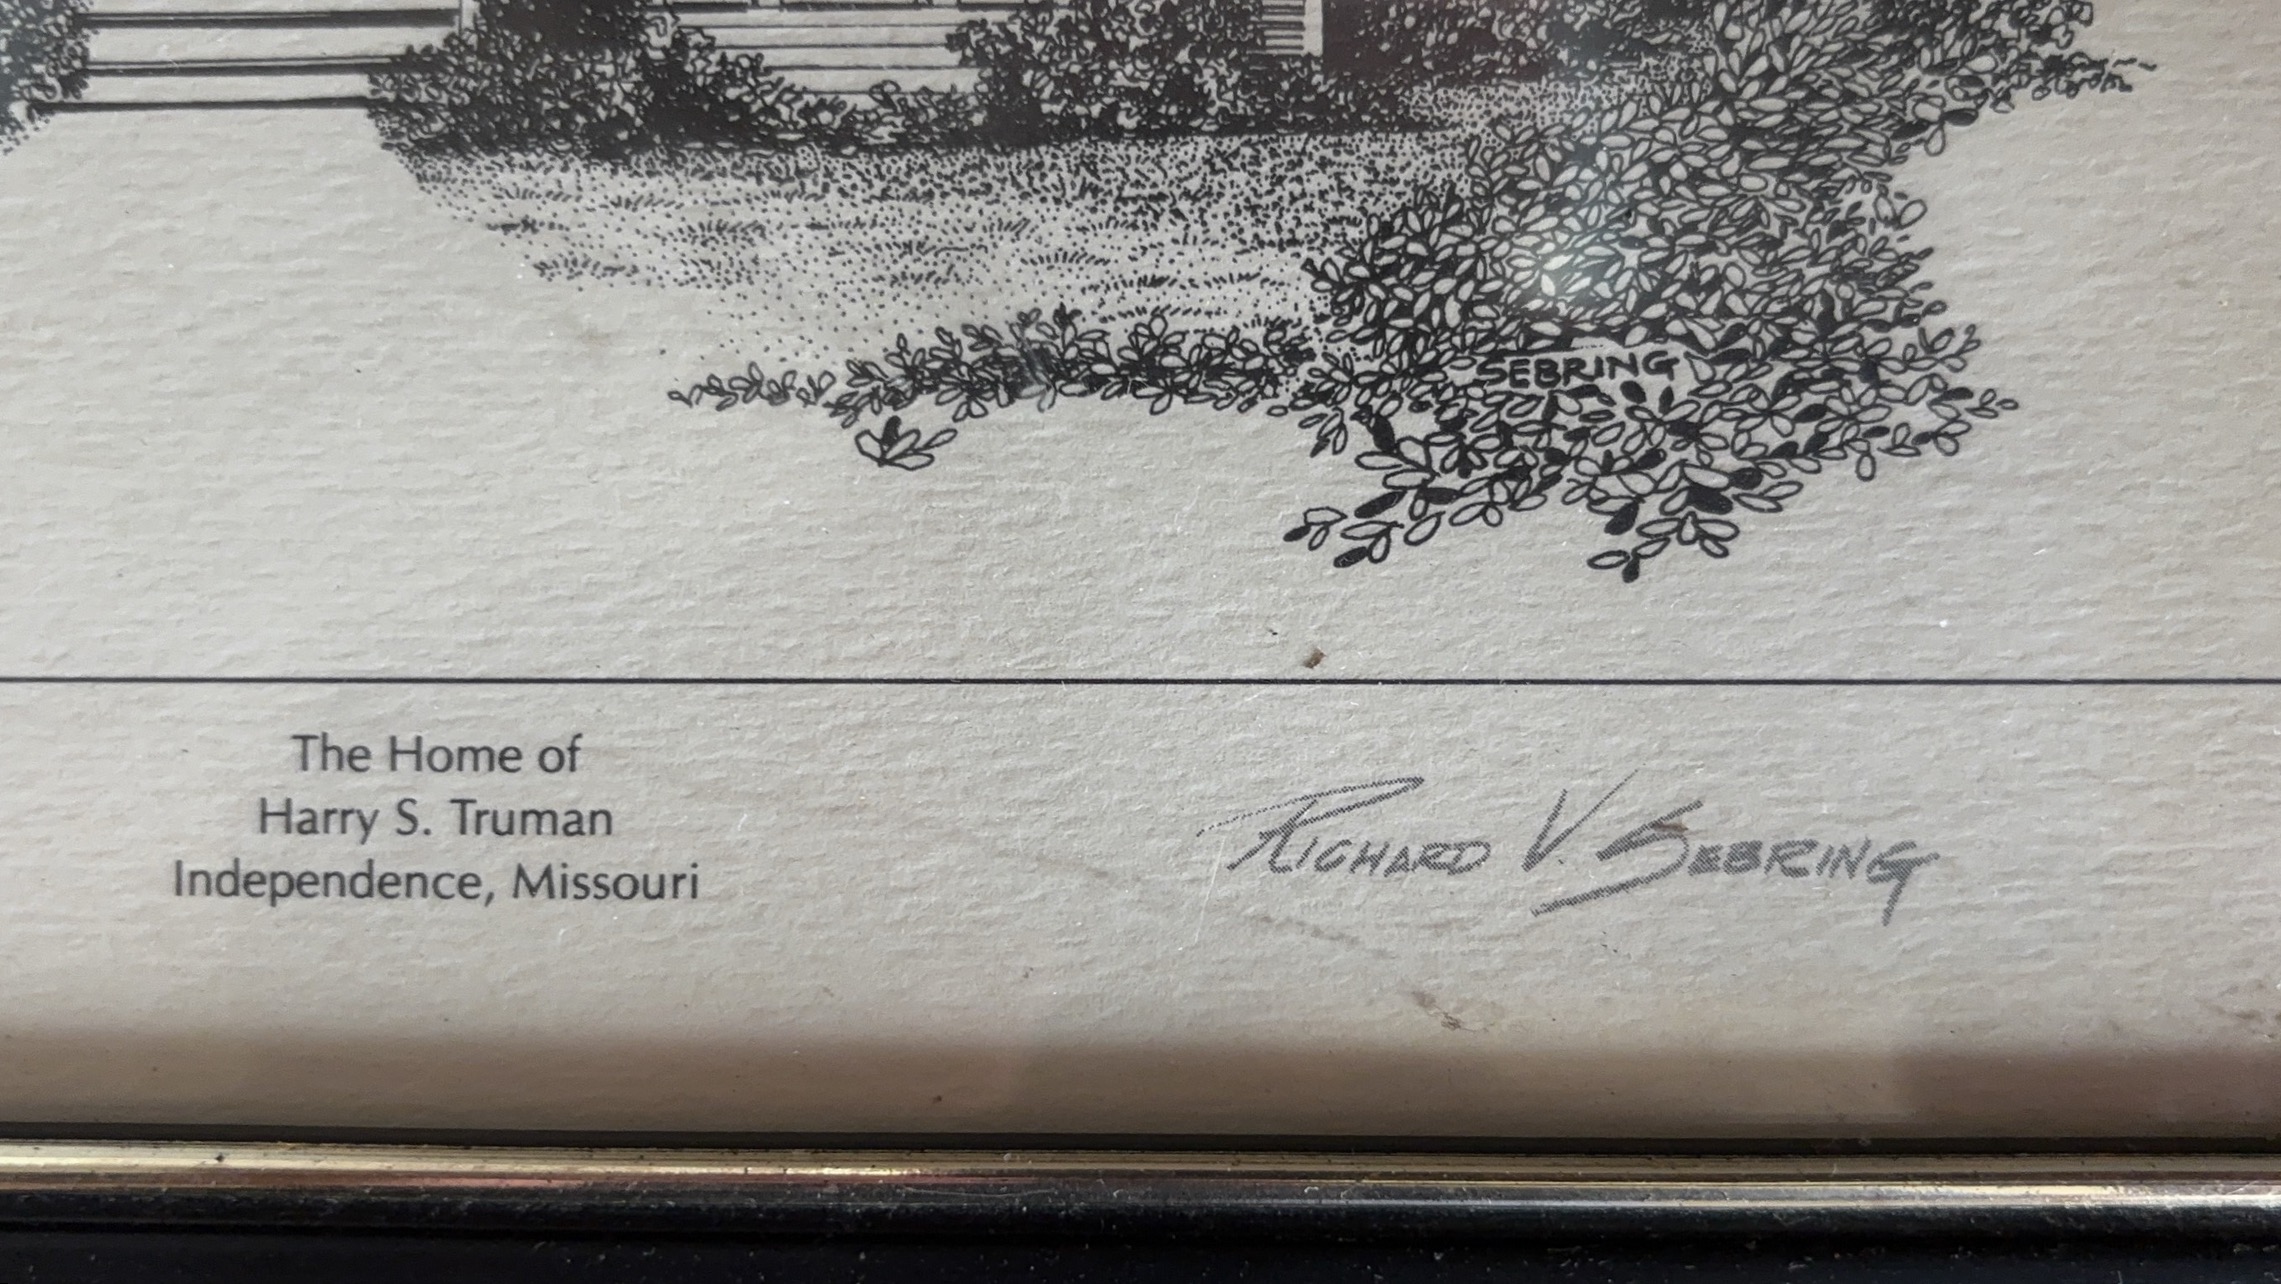 SEBRING
The Home of
Harry S. Truman
Independence, Missouri
RICHARD V. SEBRING